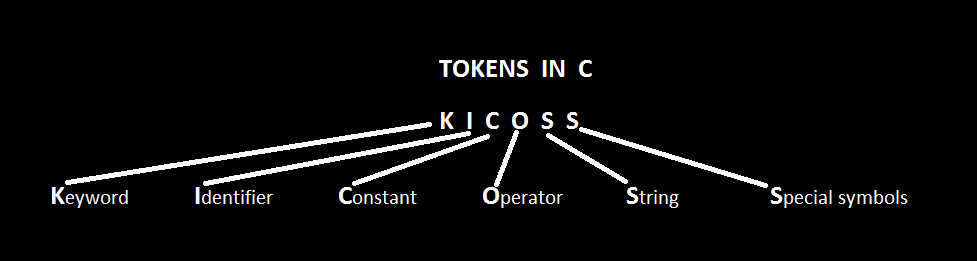 TOKENS IN C
K I C O S S
Keyword Identifier Constant Operator String Special symbols